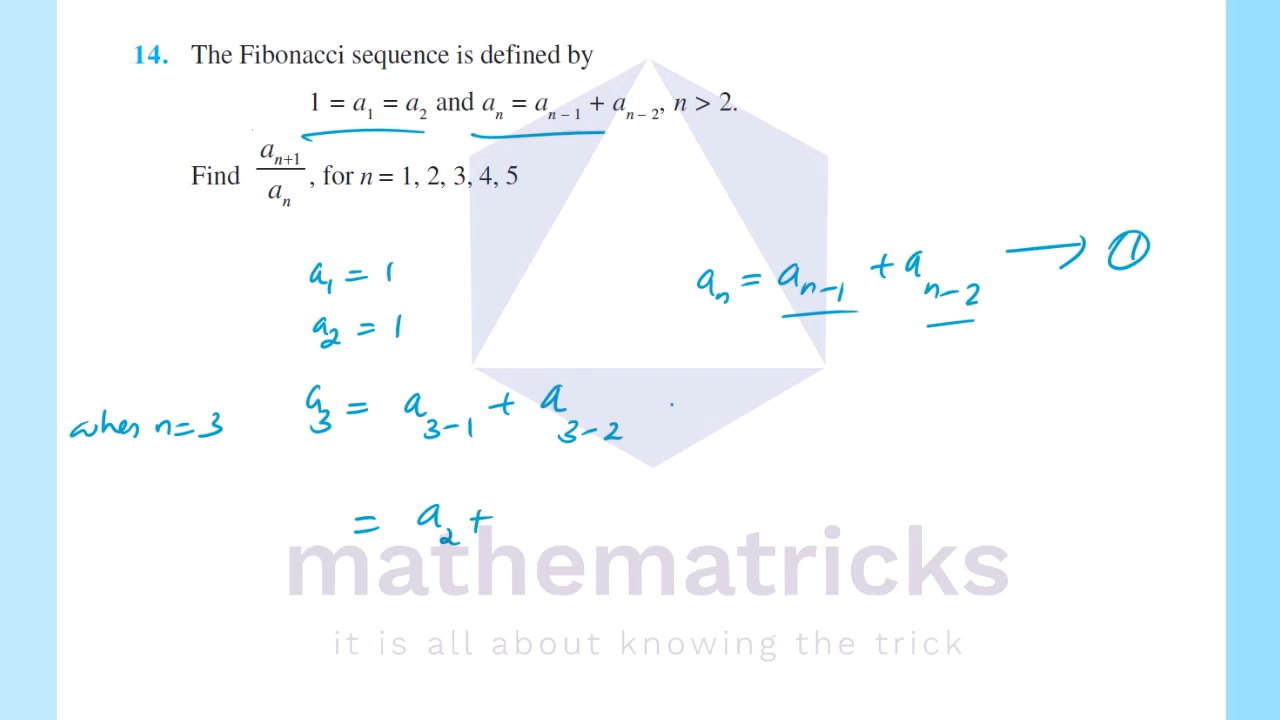 14. The Fibonacci sequence is defined by
1 = a₁ = a₂ and aₙ = aₙ₋₁ + aₙ₋₂, n > 2.
Find aₙ₊₁/aₙ, for n = 1, 2, 3, 4, 5
a₁ = 1
aₙ = aₙ₋₁ + aₙ₋₂ → ①
a₂ = 1
when n = 3 a₃ = a₃₋₁ + a₃₋₂
= a₂ +
mathematricks
it is all about knowing the trick